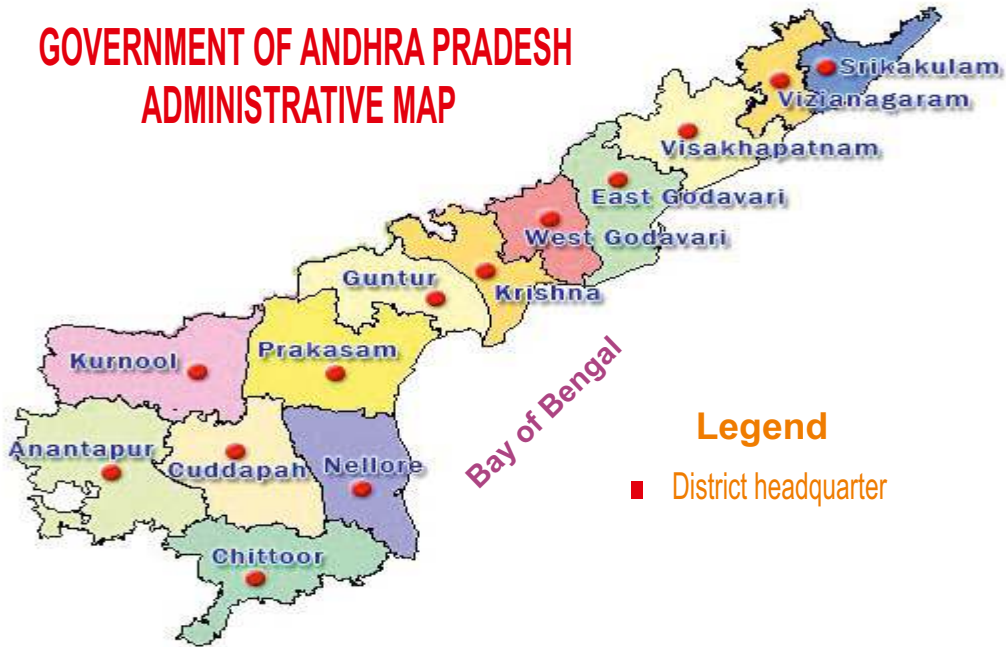 GOVERNMENT OF ANDHRA PRADESH
ADMINISTRATIVE MAP
Srikakulam
Vizianagaram
Visakhapatnam
East Godavari
West Godavari
Guntur
Krishna
Prakasam
Kurnool
Bay of Bengal
Anantapur
Cuddapah
Nellore
Chittoor
Legend
District headquarter